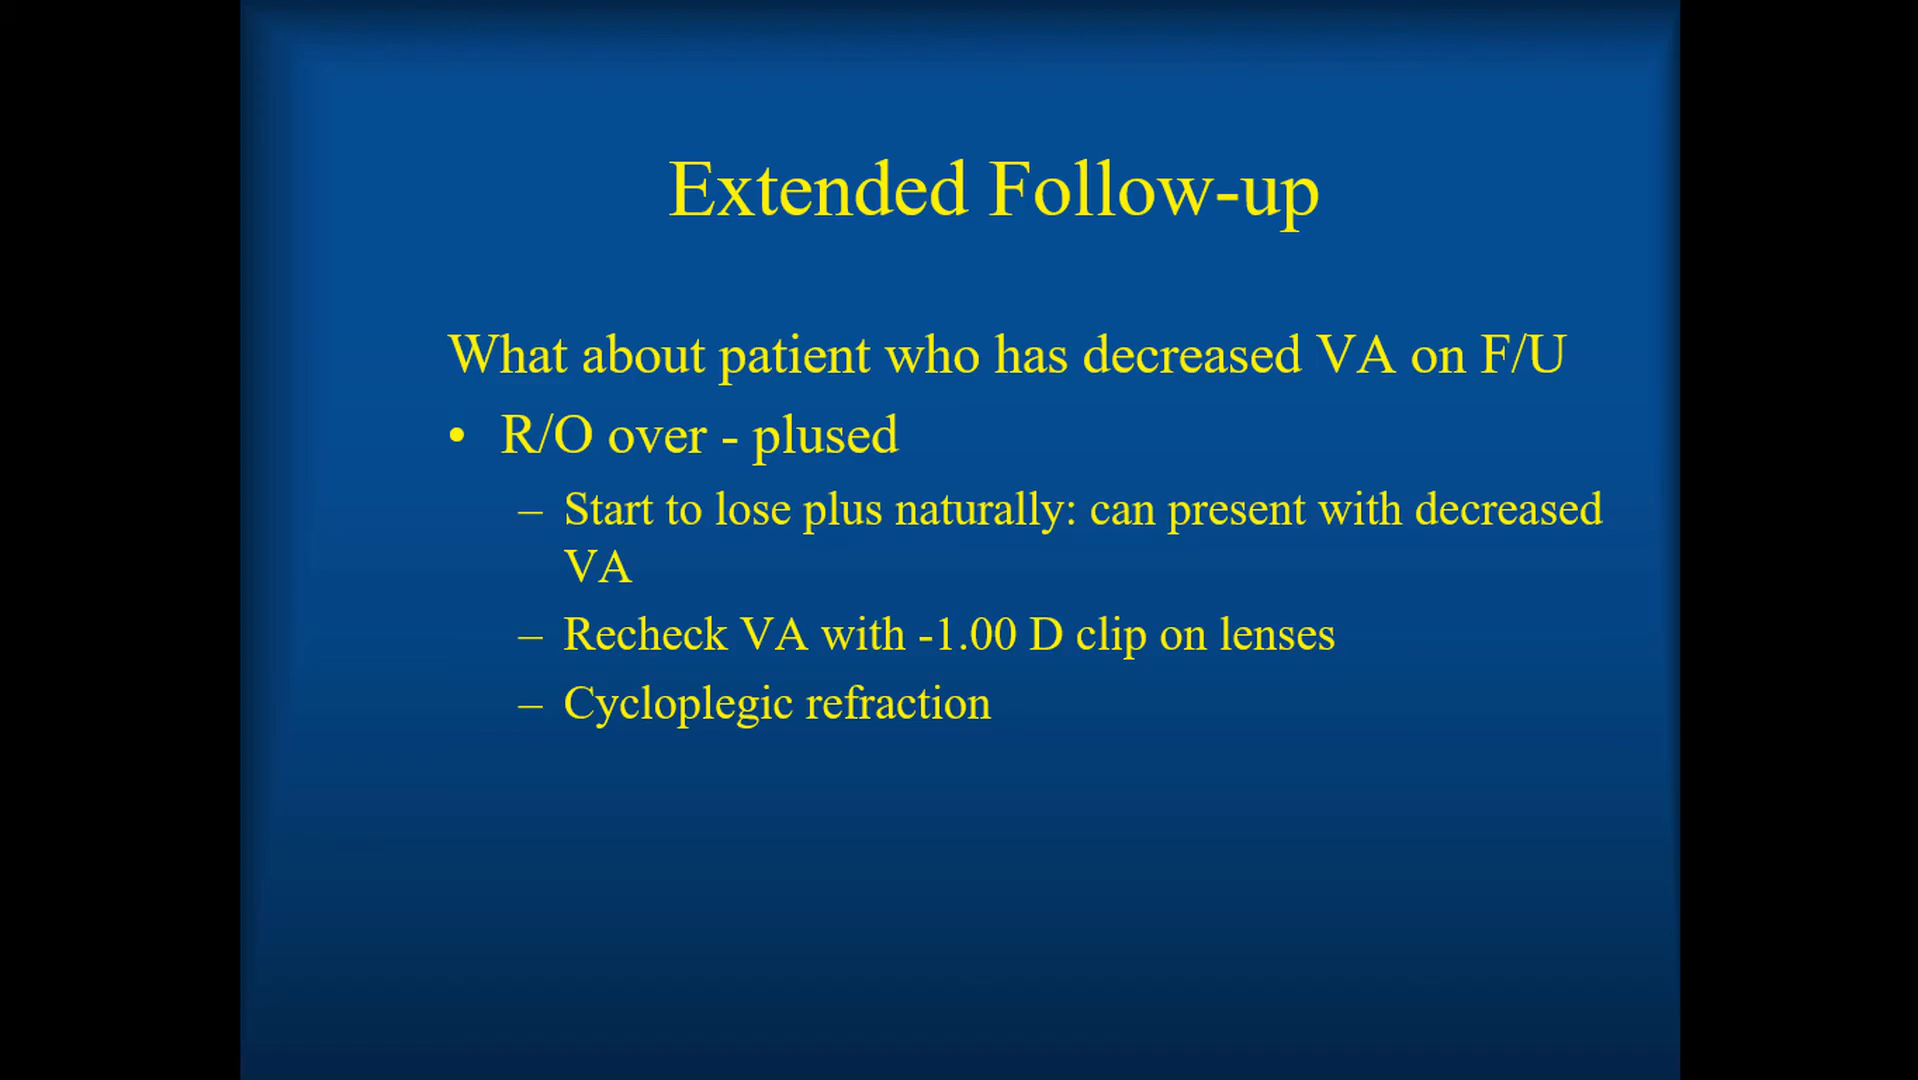 Extended Follow-up
What about patient who has decreased VA on F/U
• R/O over - plused
– Start to lose plus naturally: can present with decreased
VA
– Recheck VA with -1.00 D clip on lenses
– Cycloplegic refraction